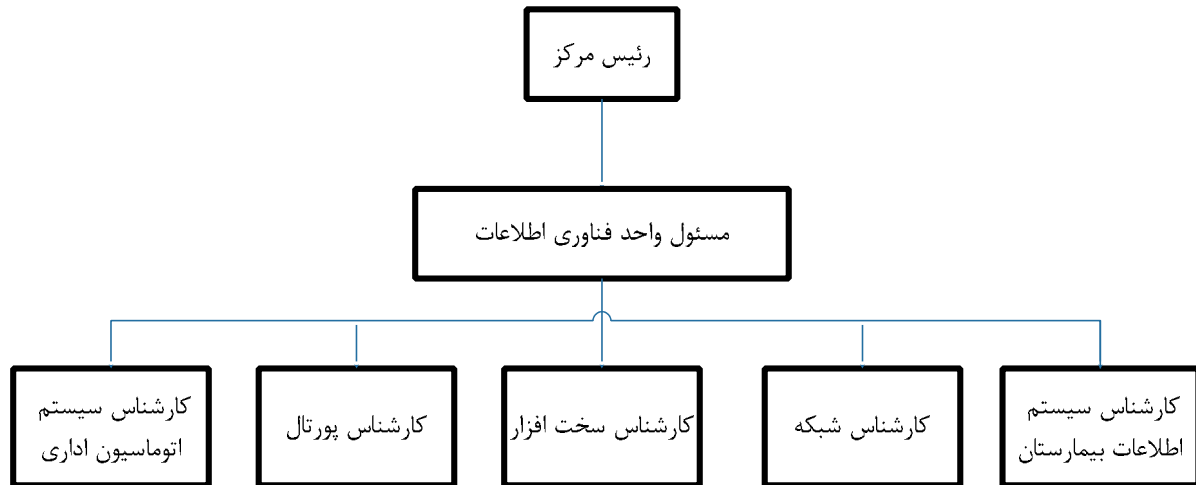 رئیس مرکز
مسئول واحد فناوری اطلاعات
کارشناس سیستم
اطلاعات بیمارستان
کارشناس شبکه
کارشناس سخت افزار
کارشناس پورتال
کارشناس سیستم
اتوماسیون اداری